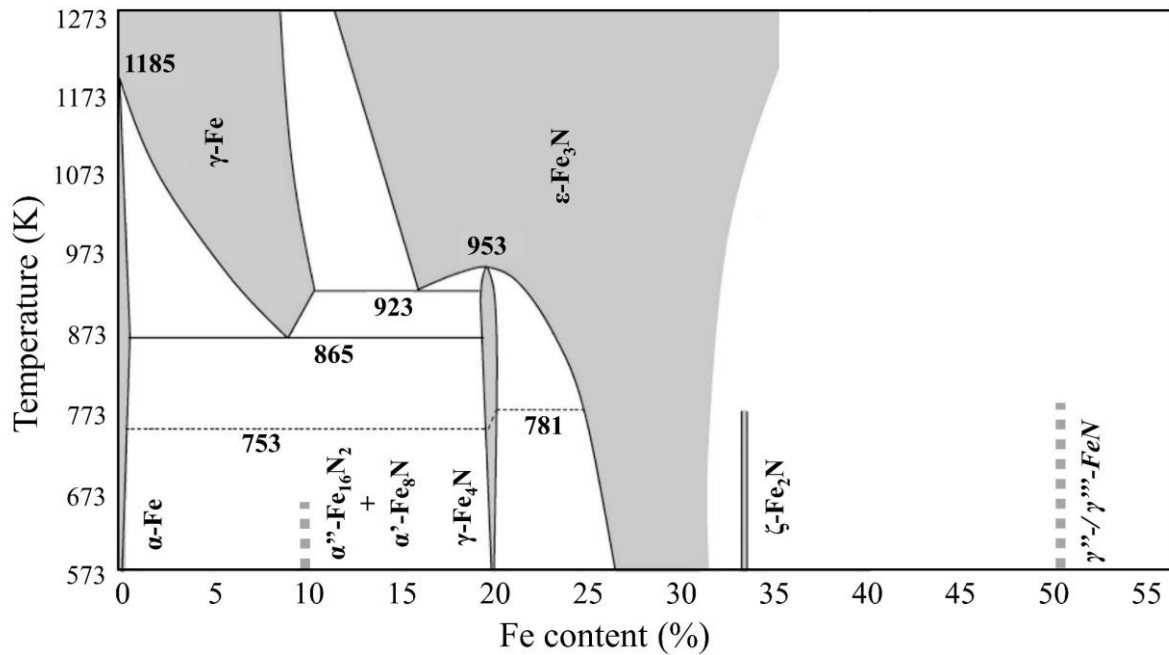 1273
1173
1073
973
873
773
673
573
Temperature (K)
1185
γ-Fe
ε-Fe₃N
953
923
865
781
753
α-Fe
α’’-Fe₁₆N₂
+
α’-Fe₈N
γ-Fe₄N
ζ-Fe₂N
γ’’-/γ’’’-FeN
0 5 10 15 20 25 30 35 40 45 50 55
Fe content (%)